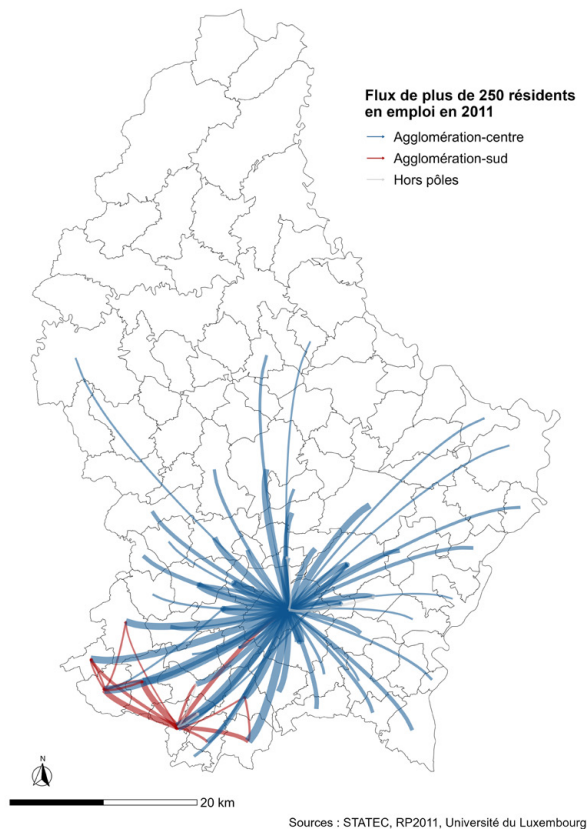 Flux de plus de 250 résidents
en emploi en 2011
Agglomération-centre
Agglomération-sud
Hors pôles
N
20 km
Sources : STATEC, RP2011, Université du Luxembourg